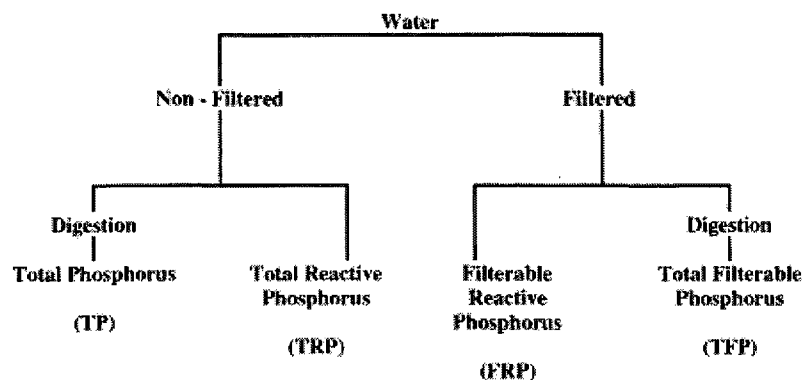 Water
Non - Filtered
Filtered
Digestion
Digestion
Total Phosphorus
(TP)
Total Reactive
Phosphorus
(TRP)
Filterable
Reactive
Phosphorus
(FRP)
Total Filterable
Phosphorus
(TFP)